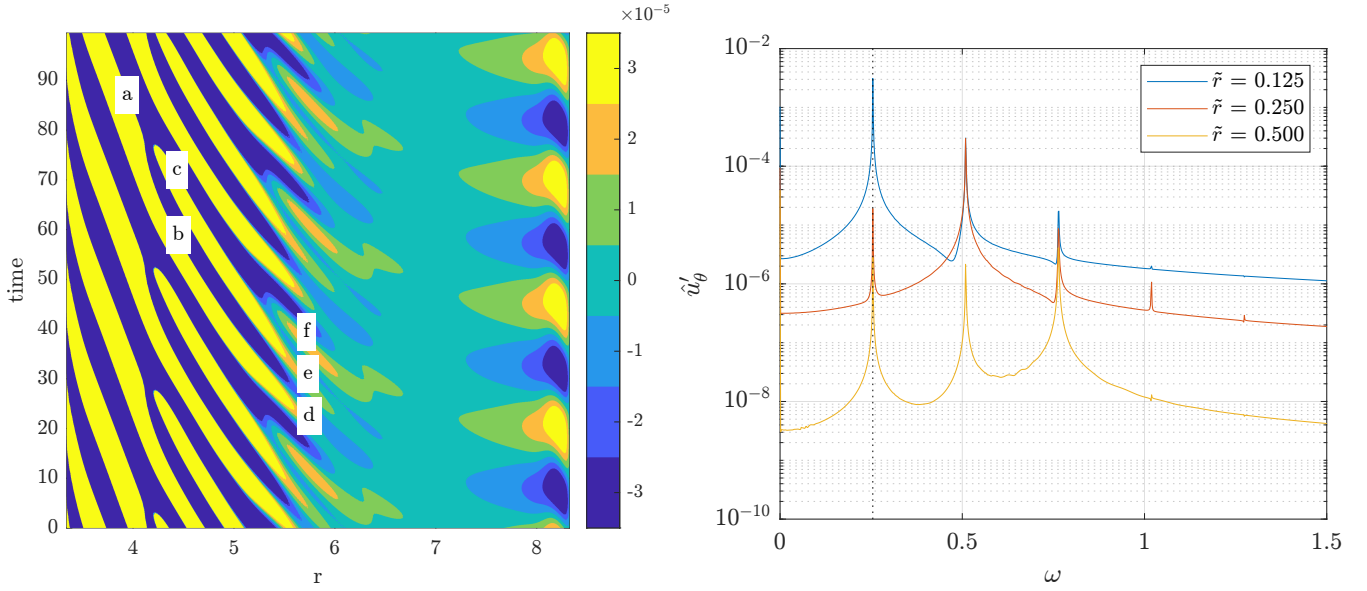 ×10⁻⁵
90
80
70
60
50
40
30
20
10
0
time
a
c
b
f
e
d
4
5
6
7
8
r
3
2
1
0
-1
-2
-3
10⁻²
10⁻⁴
10⁻⁶
10⁻⁸
10⁻¹⁰
û′θ
r̃ = 0.125
r̃ = 0.250
r̃ = 0.500
0
0.5
1
1.5
ω